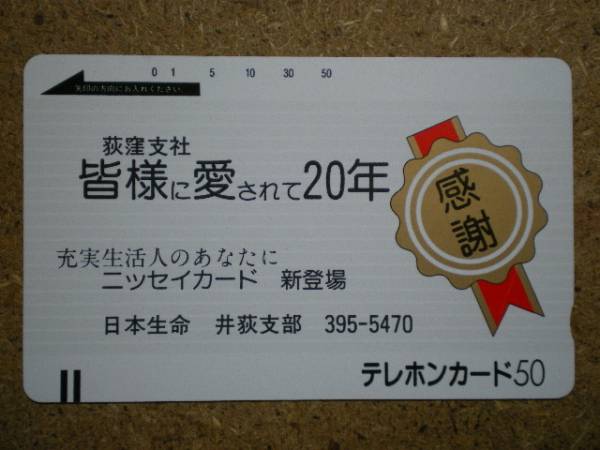 0 1 5 10 30 50
矢印の方向にお入れください
荻窪支社
皆様に愛されて20年
感謝
充実生活人のあなたに
ニッセイカード 新登場
日本生命 井荻支部 395-5470
テレホンカード50